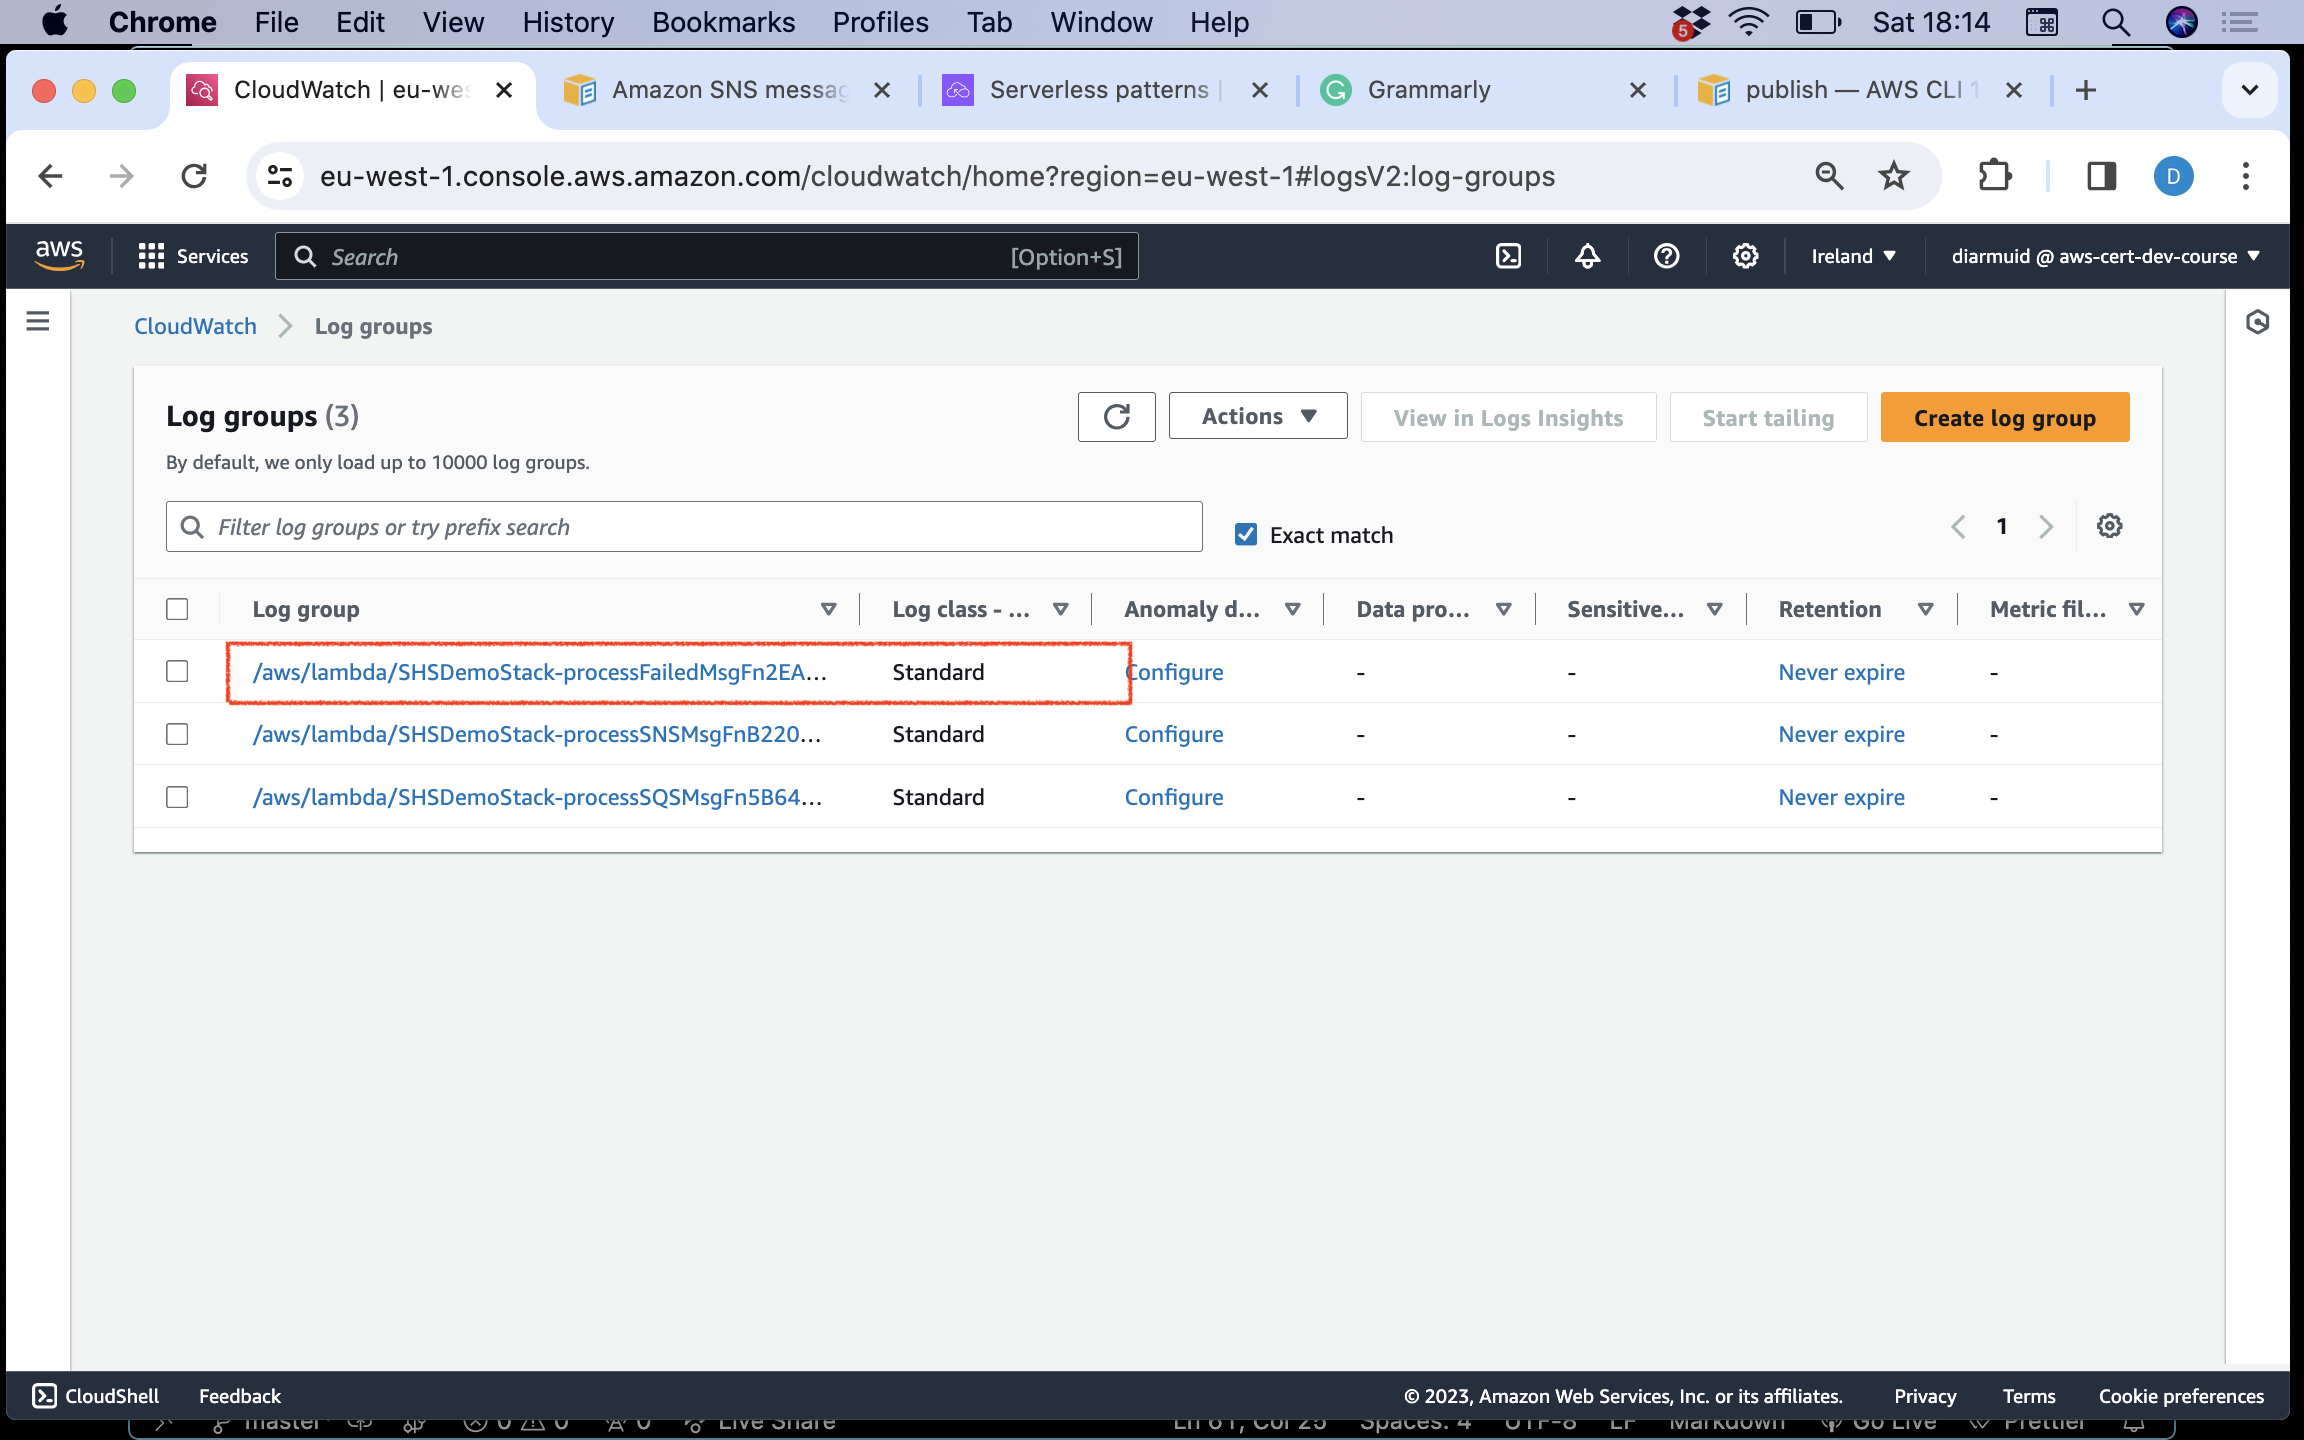 Chrome File Edit View History Bookmarks Profiles Tab Window Help 5 Sat 18:14
CloudWatch | eu-wes Amazon SNS messag Serverless patterns | Grammarly publish — AWS CLI 1
eu-west-1.console.aws.amazon.com/cloudwatch/home?region=eu-west-1#logsV2:log-groups D
aws Services Search [Option+S] Ireland diarmuid @ aws-cert-dev-course
CloudWatch Log groups
Log groups (3) Actions View in Logs Insights Start tailing Create log group
By default, we only load up to 10000 log groups.
Filter log groups or try prefix search Exact match 1
Log group Log class - ... Anomaly d... Data pro... Sensitive... Retention Metric fil...
/aws/lambda/SHSDemoStack-processFailedMsgFn2EA... Standard Configure - - Never expire -
/aws/lambda/SHSDemoStack-processSNSMsgFnB220... Standard Configure - - Never expire -
/aws/lambda/SHSDemoStack-processSQSMsgFn5B64... Standard Configure - - Never expire -
CloudShell Feedback © 2023, Amazon Web Services, Inc. or its affiliates. Privacy Terms Cookie preferences
master 0 0 0 Live Share Ln 61, Col 25 Spaces: 4 UTF-8 LF Markdown Go Live Prettier